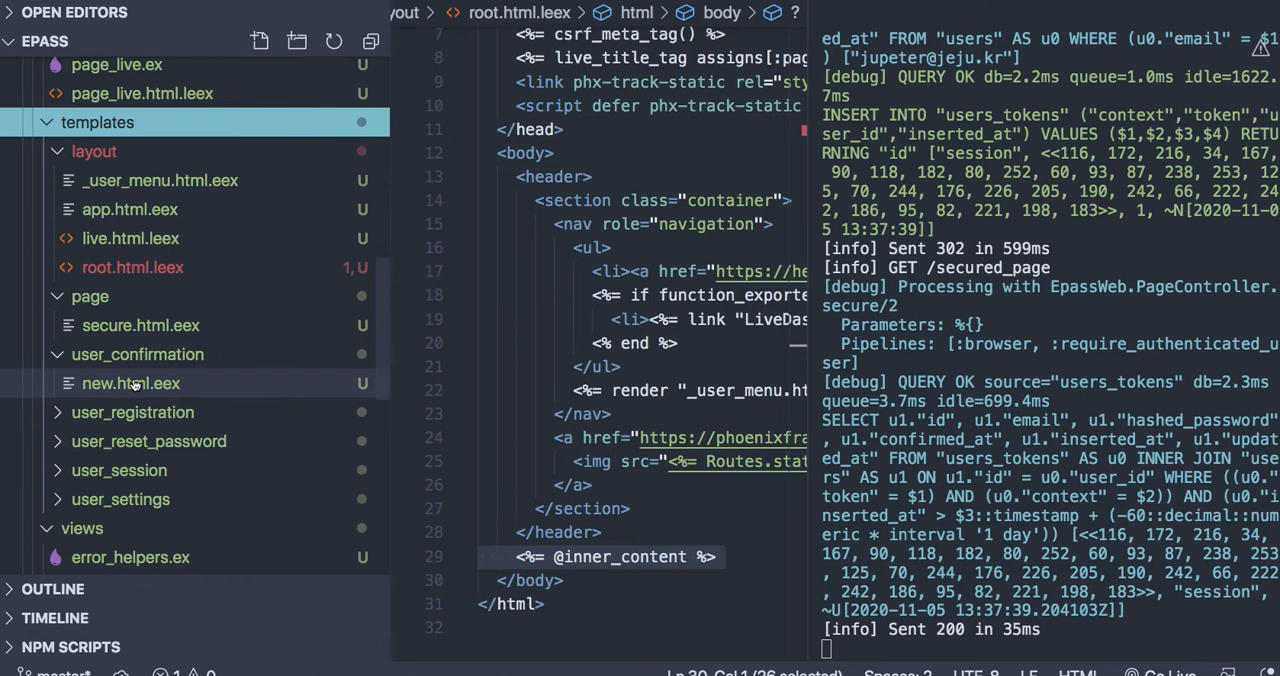 OPEN EDITORS
EPASS
page_live.ex U
page_live.html.leex U
templates
layout
_user_menu.html.eex U
app.html.eex U
live.html.leex U
root.html.leex 1, U
page
secure.html.eex U
user_confirmation
new.html.eex U
user_registration
user_reset_password
user_session
user_settings
views
error_helpers.ex U
OUTLINE
TIMELINE
NPM SCRIPTS
master*
1 0
yout > root.html.leex > html > body > ?
7 <%= csrf_meta_tag() %>
8 <%= live_title_tag assigns[:pag
9 <link phx-track-static rel="sty
10 <script defer phx-track-static
11 </head>
12 <body>
13 <header>
14 <section class="container">
15 <nav role="navigation">
16 <ul>
17 <li><a href="https://he
18 <%= if function_exporte
19 <li><%= link "LiveDas
20 <% end %>
21 </ul>
22 <%= render "_user_menu.ht
23 </nav>
24 <a href="https://phoenixfra
25 <img src="<%= Routes.stat
26 </a>
27 </section>
28 </header>
29 <%= @inner_content %>
30 </body>
31 </html>
32
Ln 30, Col 1 (26 selected) Spaces: 2 UTF-8 LF HTML Go Live
ed_at" FROM "users" AS u0 WHERE (u0."email" = $1
) ["jupeter@jeju.kr"]
[debug] QUERY OK db=2.2ms queue=1.0ms idle=1622.
7ms
INSERT INTO "users_tokens" ("context","token","u
ser_id","inserted_at") VALUES ($1,$2,$3,$4) RETU
RNING "id" ["session", <<116, 172, 216, 34, 167,
90, 118, 182, 80, 252, 60, 93, 87, 238, 253, 12
5, 70, 244, 176, 226, 205, 190, 242, 66, 222, 24
2, 186, 95, 82, 221, 198, 183>>, 1, ~N[2020-11-0
5 13:37:39]]
[info] Sent 302 in 599ms
[info] GET /secured_page
[debug] Processing with EpassWeb.PageController.
secure/2
Parameters: %{}
Pipelines: [:browser, :require_authenticated_u
ser]
[debug] QUERY OK source="users_tokens" db=2.3ms
queue=3.7ms idle=699.4ms
SELECT u1."id", u1."email", u1."hashed_password"
, u1."confirmed_at", u1."inserted_at", u1."updat
ed_at" FROM "users_tokens" AS u0 INNER JOIN "use
rs" AS u1 ON u1."id" = u0."user_id" WHERE ((u0."
token" = $1) AND (u0."context" = $2)) AND (u0."i
nserted_at" > $3::timestamp + (-60::decimal::num
eric * interval '1 day')) [<<116, 172, 216, 34,
167, 90, 118, 182, 80, 252, 60, 93, 87, 238, 253
, 125, 70, 244, 176, 226, 205, 190, 242, 66, 222
, 242, 186, 95, 82, 221, 198, 183>>, "session",
~U[2020-11-05 13:37:39.204103Z]]
[info] Sent 200 in 35ms